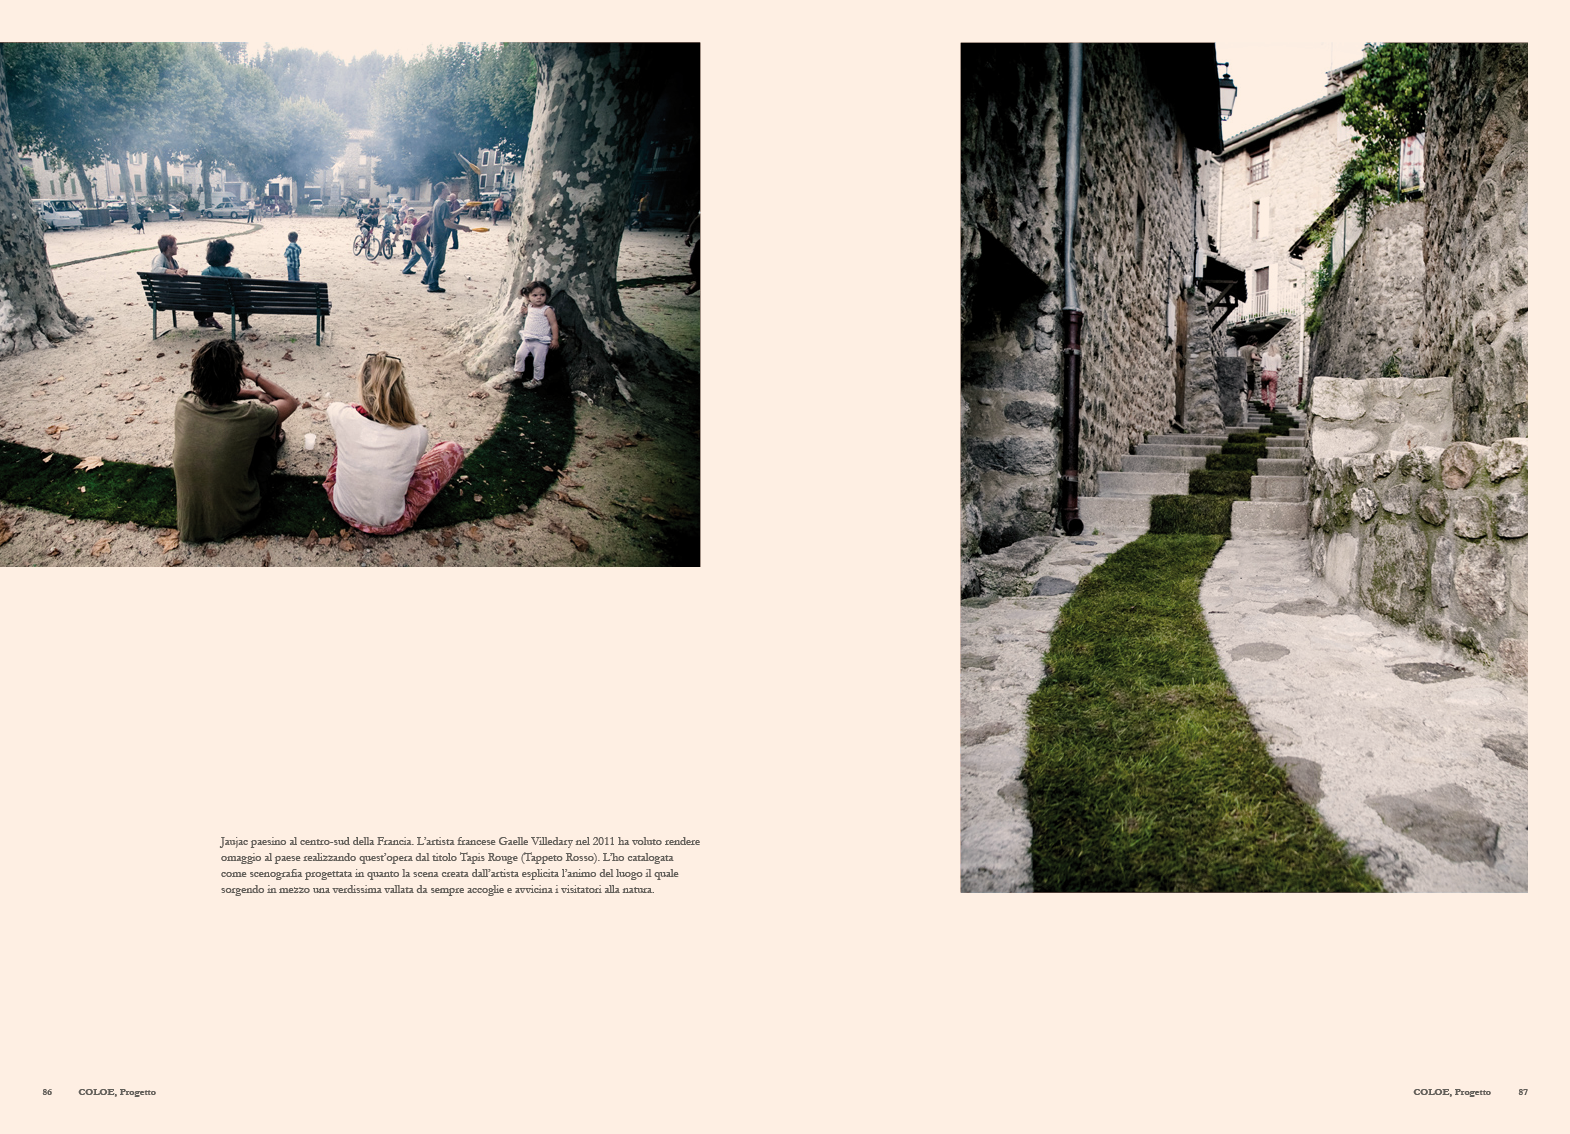 Jaujac paesino al centro-sud della Francia. L'artista francese Gaelle Villedary nel 2011 ha voluto rendere
omaggio al paese realizzando quest'opera dal titolo Tapis Rouge (Tappeto Rosso). L'ho catalogata
come scenografia progettata in quanto la scena creata dall'artista esplicita l'animo del luogo il quale
sorgendo in mezzo una verdissima vallata da sempre accoglie e avvicina i visitatori alla natura.
86 COLOE, Progetto
COLOE, Progetto 87